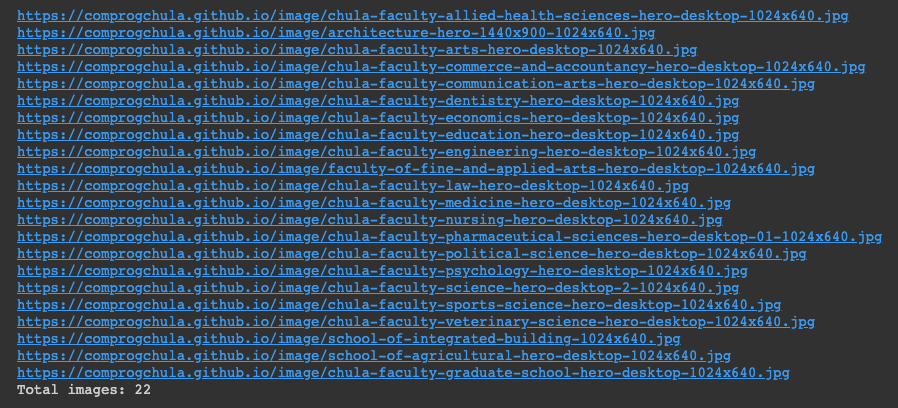 https://comprogchula.github.io/image/chula-faculty-allied-health-sciences-hero-desktop-1024x640.jpg
https://comprogchula.github.io/image/architecture-hero-1440x900-1024x640.jpg
https://comprogchula.github.io/image/chula-faculty-arts-hero-desktop-1024x640.jpg
https://comprogchula.github.io/image/chula-faculty-commerce-and-accountancy-hero-desktop-1024x640.jpg
https://comprogchula.github.io/image/chula-faculty-communication-arts-hero-desktop-1024x640.jpg
https://comprogchula.github.io/image/chula-faculty-dentistry-hero-desktop-1024x640.jpg
https://comprogchula.github.io/image/chula-faculty-economics-hero-desktop-1024x640.jpg
https://comprogchula.github.io/image/chula-faculty-education-hero-desktop-1024x640.jpg
https://comprogchula.github.io/image/chula-faculty-engineering-hero-desktop-1024x640.jpg
https://comprogchula.github.io/image/faculty-of-fine-and-applied-arts-hero-desktop-1024x640.jpg
https://comprogchula.github.io/image/chula-faculty-law-hero-desktop-1024x640.jpg
https://comprogchula.github.io/image/chula-faculty-medicine-hero-desktop-1024x640.jpg
https://comprogchula.github.io/image/chula-faculty-nursing-hero-desktop-1024x640.jpg
https://comprogchula.github.io/image/chula-faculty-pharmaceutical-sciences-hero-desktop-01-1024x640.jpg
https://comprogchula.github.io/image/chula-faculty-political-science-hero-desktop-1024x640.jpg
https://comprogchula.github.io/image/chula-faculty-psychology-hero-desktop-1024x640.jpg
https://comprogchula.github.io/image/chula-faculty-science-hero-desktop-2-1024x640.jpg
https://comprogchula.github.io/image/chula-faculty-sports-science-hero-desktop-1024x640.jpg
https://comprogchula.github.io/image/chula-faculty-veterinary-science-hero-desktop-1024x640.jpg
https://comprogchula.github.io/image/school-of-integrated-building-1024x640.jpg
https://comprogchula.github.io/image/school-of-agricultural-hero-desktop-1024x640.jpg
https://comprogchula.github.io/image/chula-faculty-graduate-school-hero-desktop-1024x640.jpg
Total images: 22